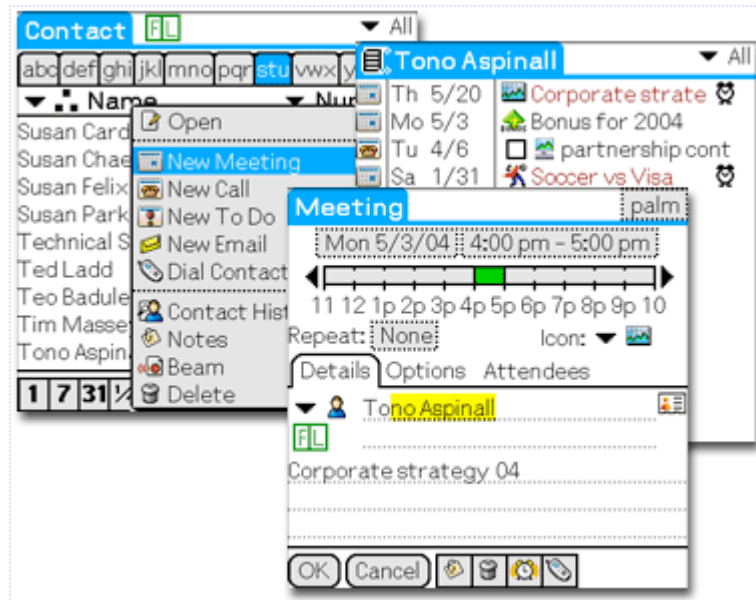 Contact FL All
abc def ghi jkl mno pqr stu vwx y
Name Nur
Susan Card
Susan Chae
Susan Felix
Susan Park
Technical S
Ted Ladd
Teo Badule
Tim Masse
Tono Aspin
1 7 31
Open
New Meeting
New Call
New To Do
New Email
Dial Contact
Contact Hist
Notes
Beam
Delete
Tono Aspinall All
Th 5/20 Corporate strate
Mo 5/3 Bonus for 2004
Tu 4/6 partnership cont
Sa 1/31 Soccer vs Visa
Meeting palm
Mon 5/3/04 4:00 pm - 5:00 pm
11 12 1p 2p 3p 4p 5p 6p 7p 8p 9p 10
Repeat: None Icon:
Details Options Attendees
Tono Aspinall
FL
Corporate strategy 04
OK Cancel